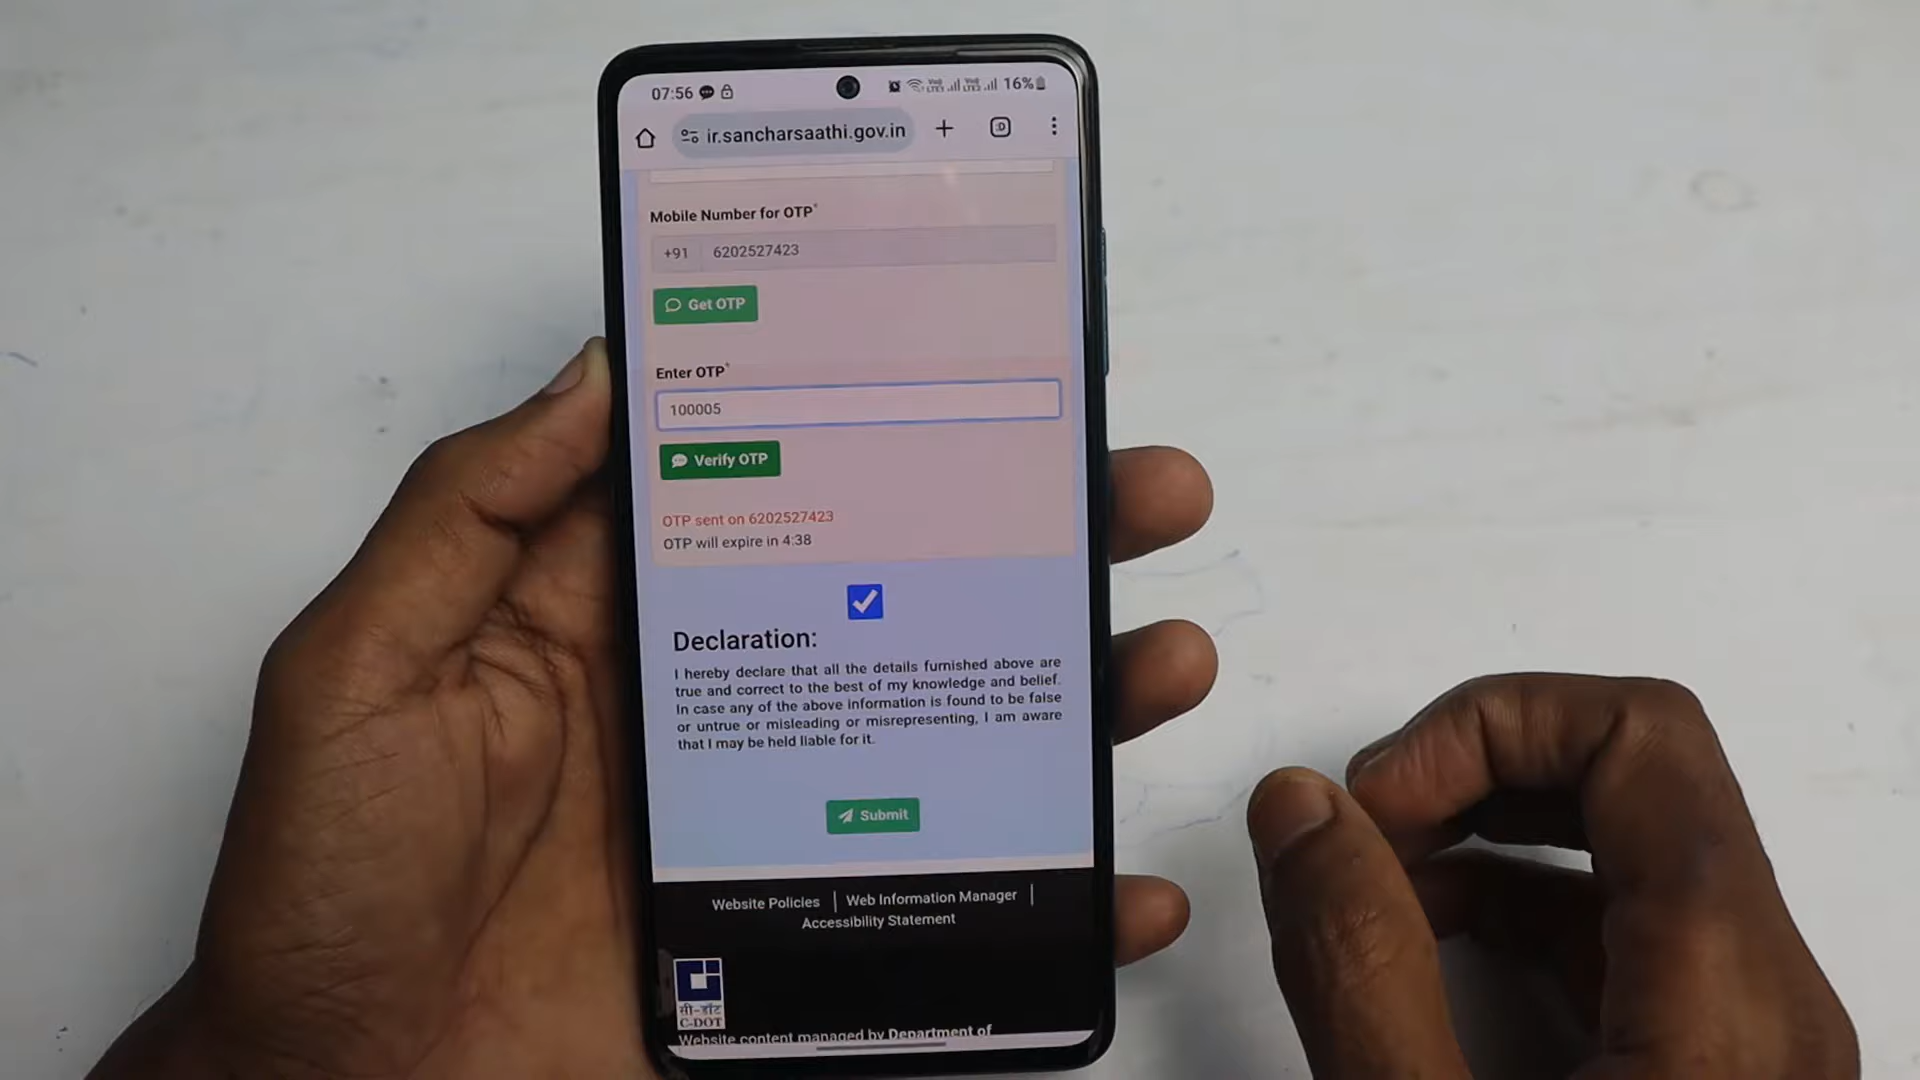 07:56
16%
ir.sancharsaathi.gov.in
Mobile Number for OTP*
+91 6202527423
Get OTP
Enter OTP*
100005
Verify OTP
OTP sent on 6202527423
OTP will expire in 4:38
Declaration:
I hereby declare that all the details furnished above are
true and correct to the best of my knowledge and belief.
In case any of the above information is found to be false
or untrue or misleading or misrepresenting, I am aware
that I may be held liable for it.
Submit
Website Policies | Web Information Manager |
Accessibility Statement
सी-डॉट
C-DOT
Website content managed by Department of